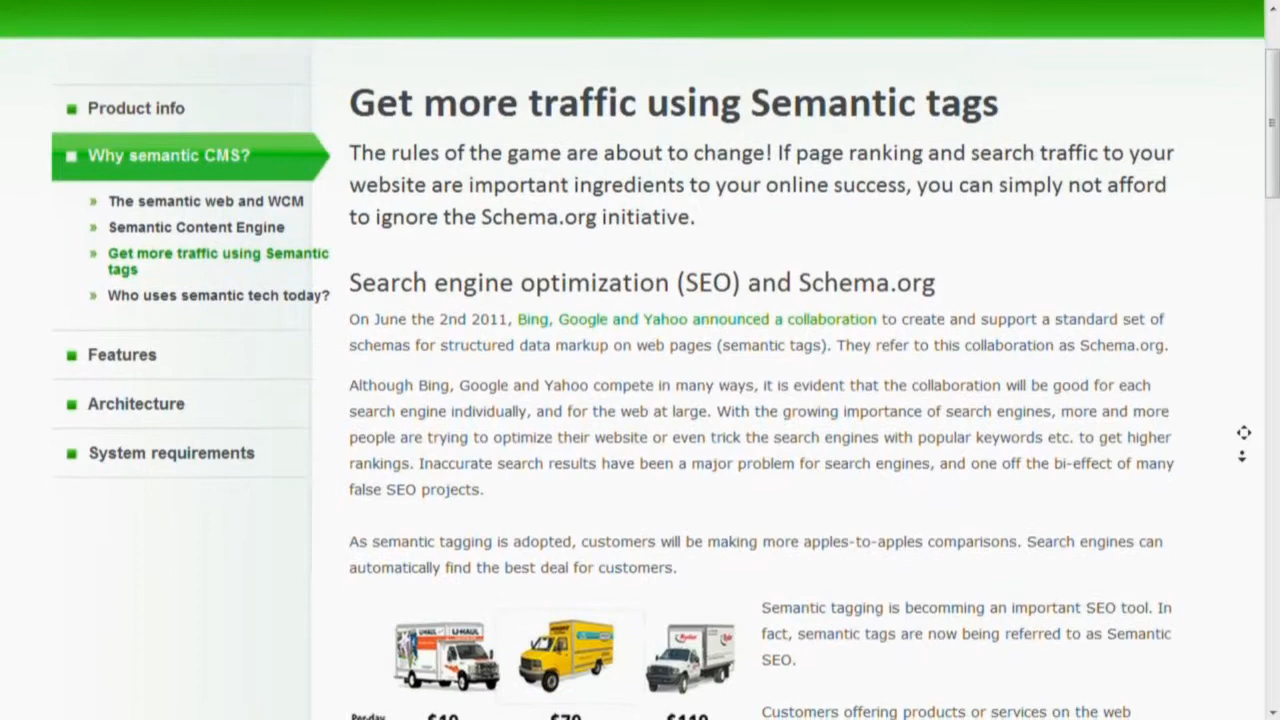 Product info
Why semantic CMS?
» The semantic web and WCM
» Semantic Content Engine
» Get more traffic using Semantic
tags
» Who uses semantic tech today?
Features
Architecture
System requirements
Get more traffic using Semantic tags
The rules of the game are about to change! If page ranking and search traffic to your
website are important ingredients to your online success, you can simply not afford
to ignore the Schema.org initiative.
Search engine optimization (SEO) and Schema.org
On June the 2nd 2011, Bing, Google and Yahoo announced a collaboration to create and support a standard set of
schemas for structured data markup on web pages (semantic tags). They refer to this collaboration as Schema.org.
Although Bing, Google and Yahoo compete in many ways, it is evident that the collaboration will be good for each
search engine individually, and for the web at large. With the growing importance of search engines, more and more
people are trying to optimize their website or even trick the search engines with popular keywords etc. to get higher
rankings. Inaccurate search results have been a major problem for search engines, and one off the bi-effect of many
false SEO projects.
As semantic tagging is adopted, customers will be making more apples-to-apples comparisons. Search engines can
automatically find the best deal for customers.
U-HAUL
Semantic tagging is becomming an important SEO tool. In
fact, semantic tags are now being referred to as Semantic
SEO.
Customers offering products or services on the web
Per-day